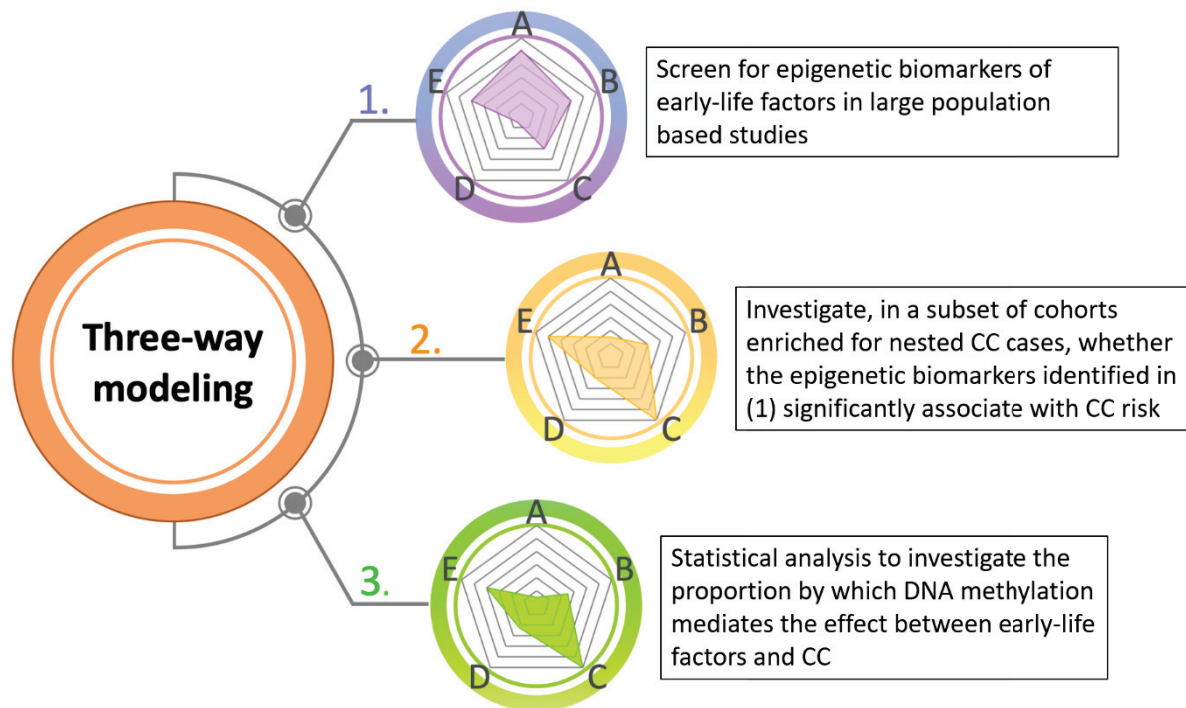 Three-way
modeling
1.
A
B
C
D
E
Screen for epigenetic biomarkers of
early-life factors in large population
based studies
2.
A
B
C
D
E
Investigate, in a subset of cohorts
enriched for nested CC cases, whether
the epigenetic biomarkers identified in
(1) significantly associate with CC risk
3.
A
B
C
D
E
Statistical analysis to investigate the
proportion by which DNA methylation
mediates the effect between early-life
factors and CC